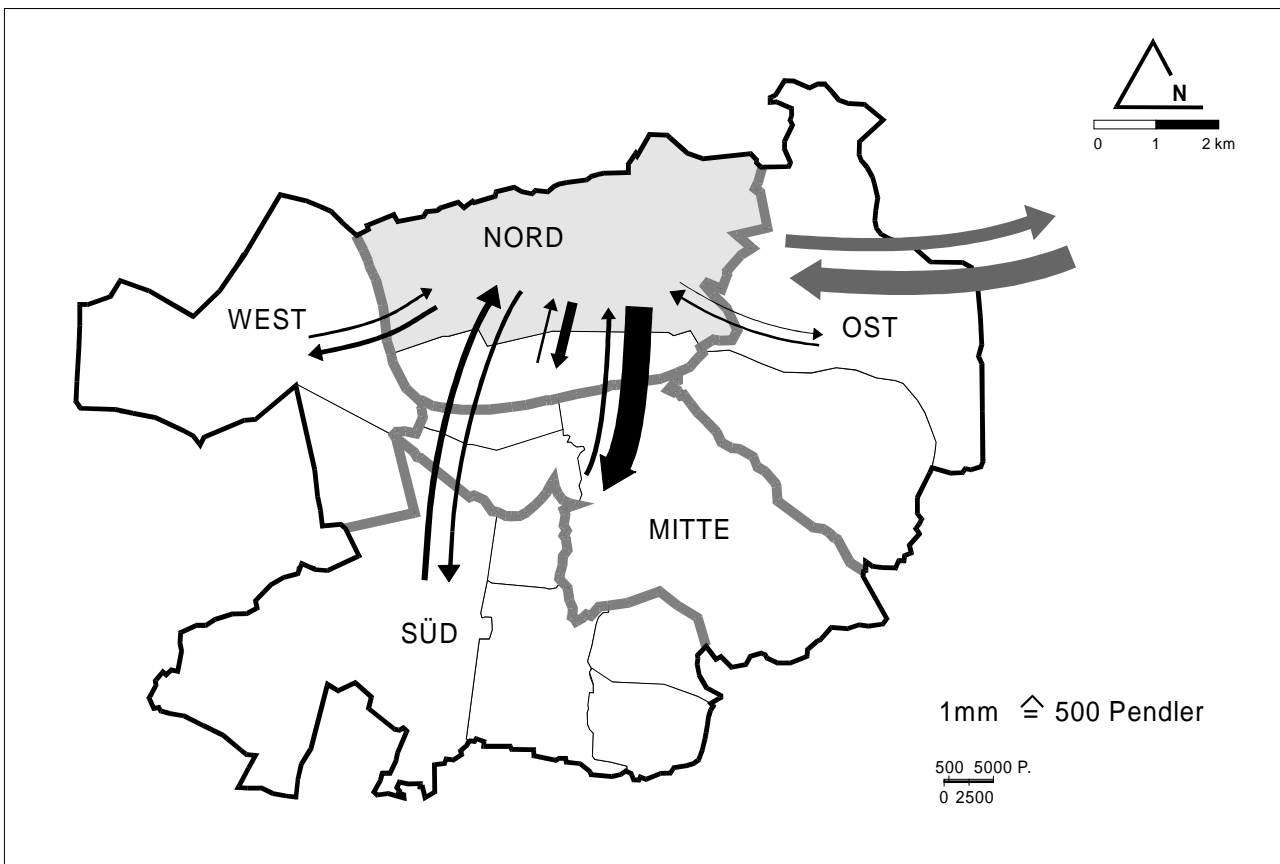 N
0 1 2 km
NORD
WEST
OST
MITTE
SÜD
1mm ≙ 500 Pendler
500 5000 P.
0 2500